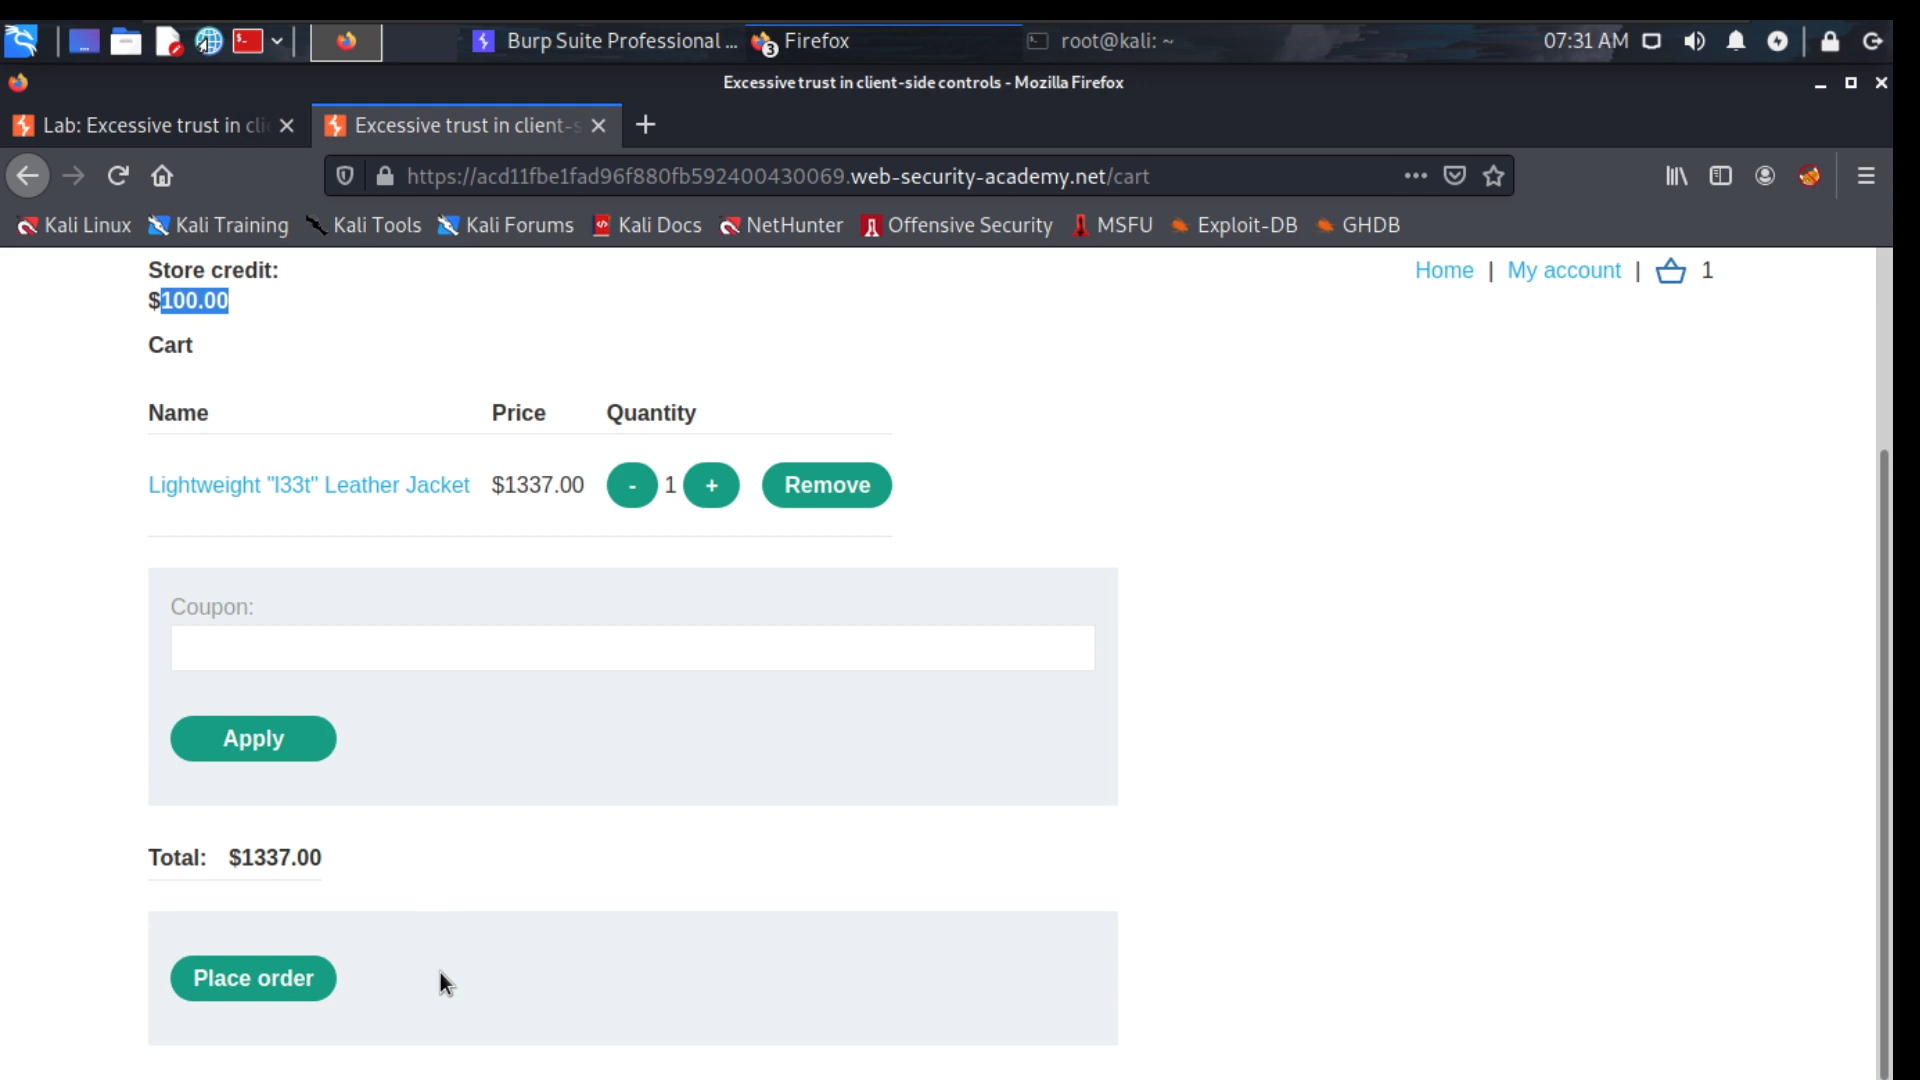 Burp Suite Professional ...
3 Firefox
root@kali: ~
07:31 AM
Excessive trust in client-side controls - Mozilla Firefox
Lab: Excessive trust in cli
Excessive trust in client-s
https://acd11fbe1fad96f880fb592400430069.web-security-academy.net/cart
Kali Linux
Kali Training
Kali Tools
Kali Forums
Kali Docs
NetHunter
Offensive Security
MSFU
Exploit-DB
GHDB
Store credit:
$100.00
Home | My account | 1
Cart
Name Price Quantity
Lightweight "l33t" Leather Jacket $1337.00 - 1 + Remove
Coupon:
Apply
Total: $1337.00
Place order